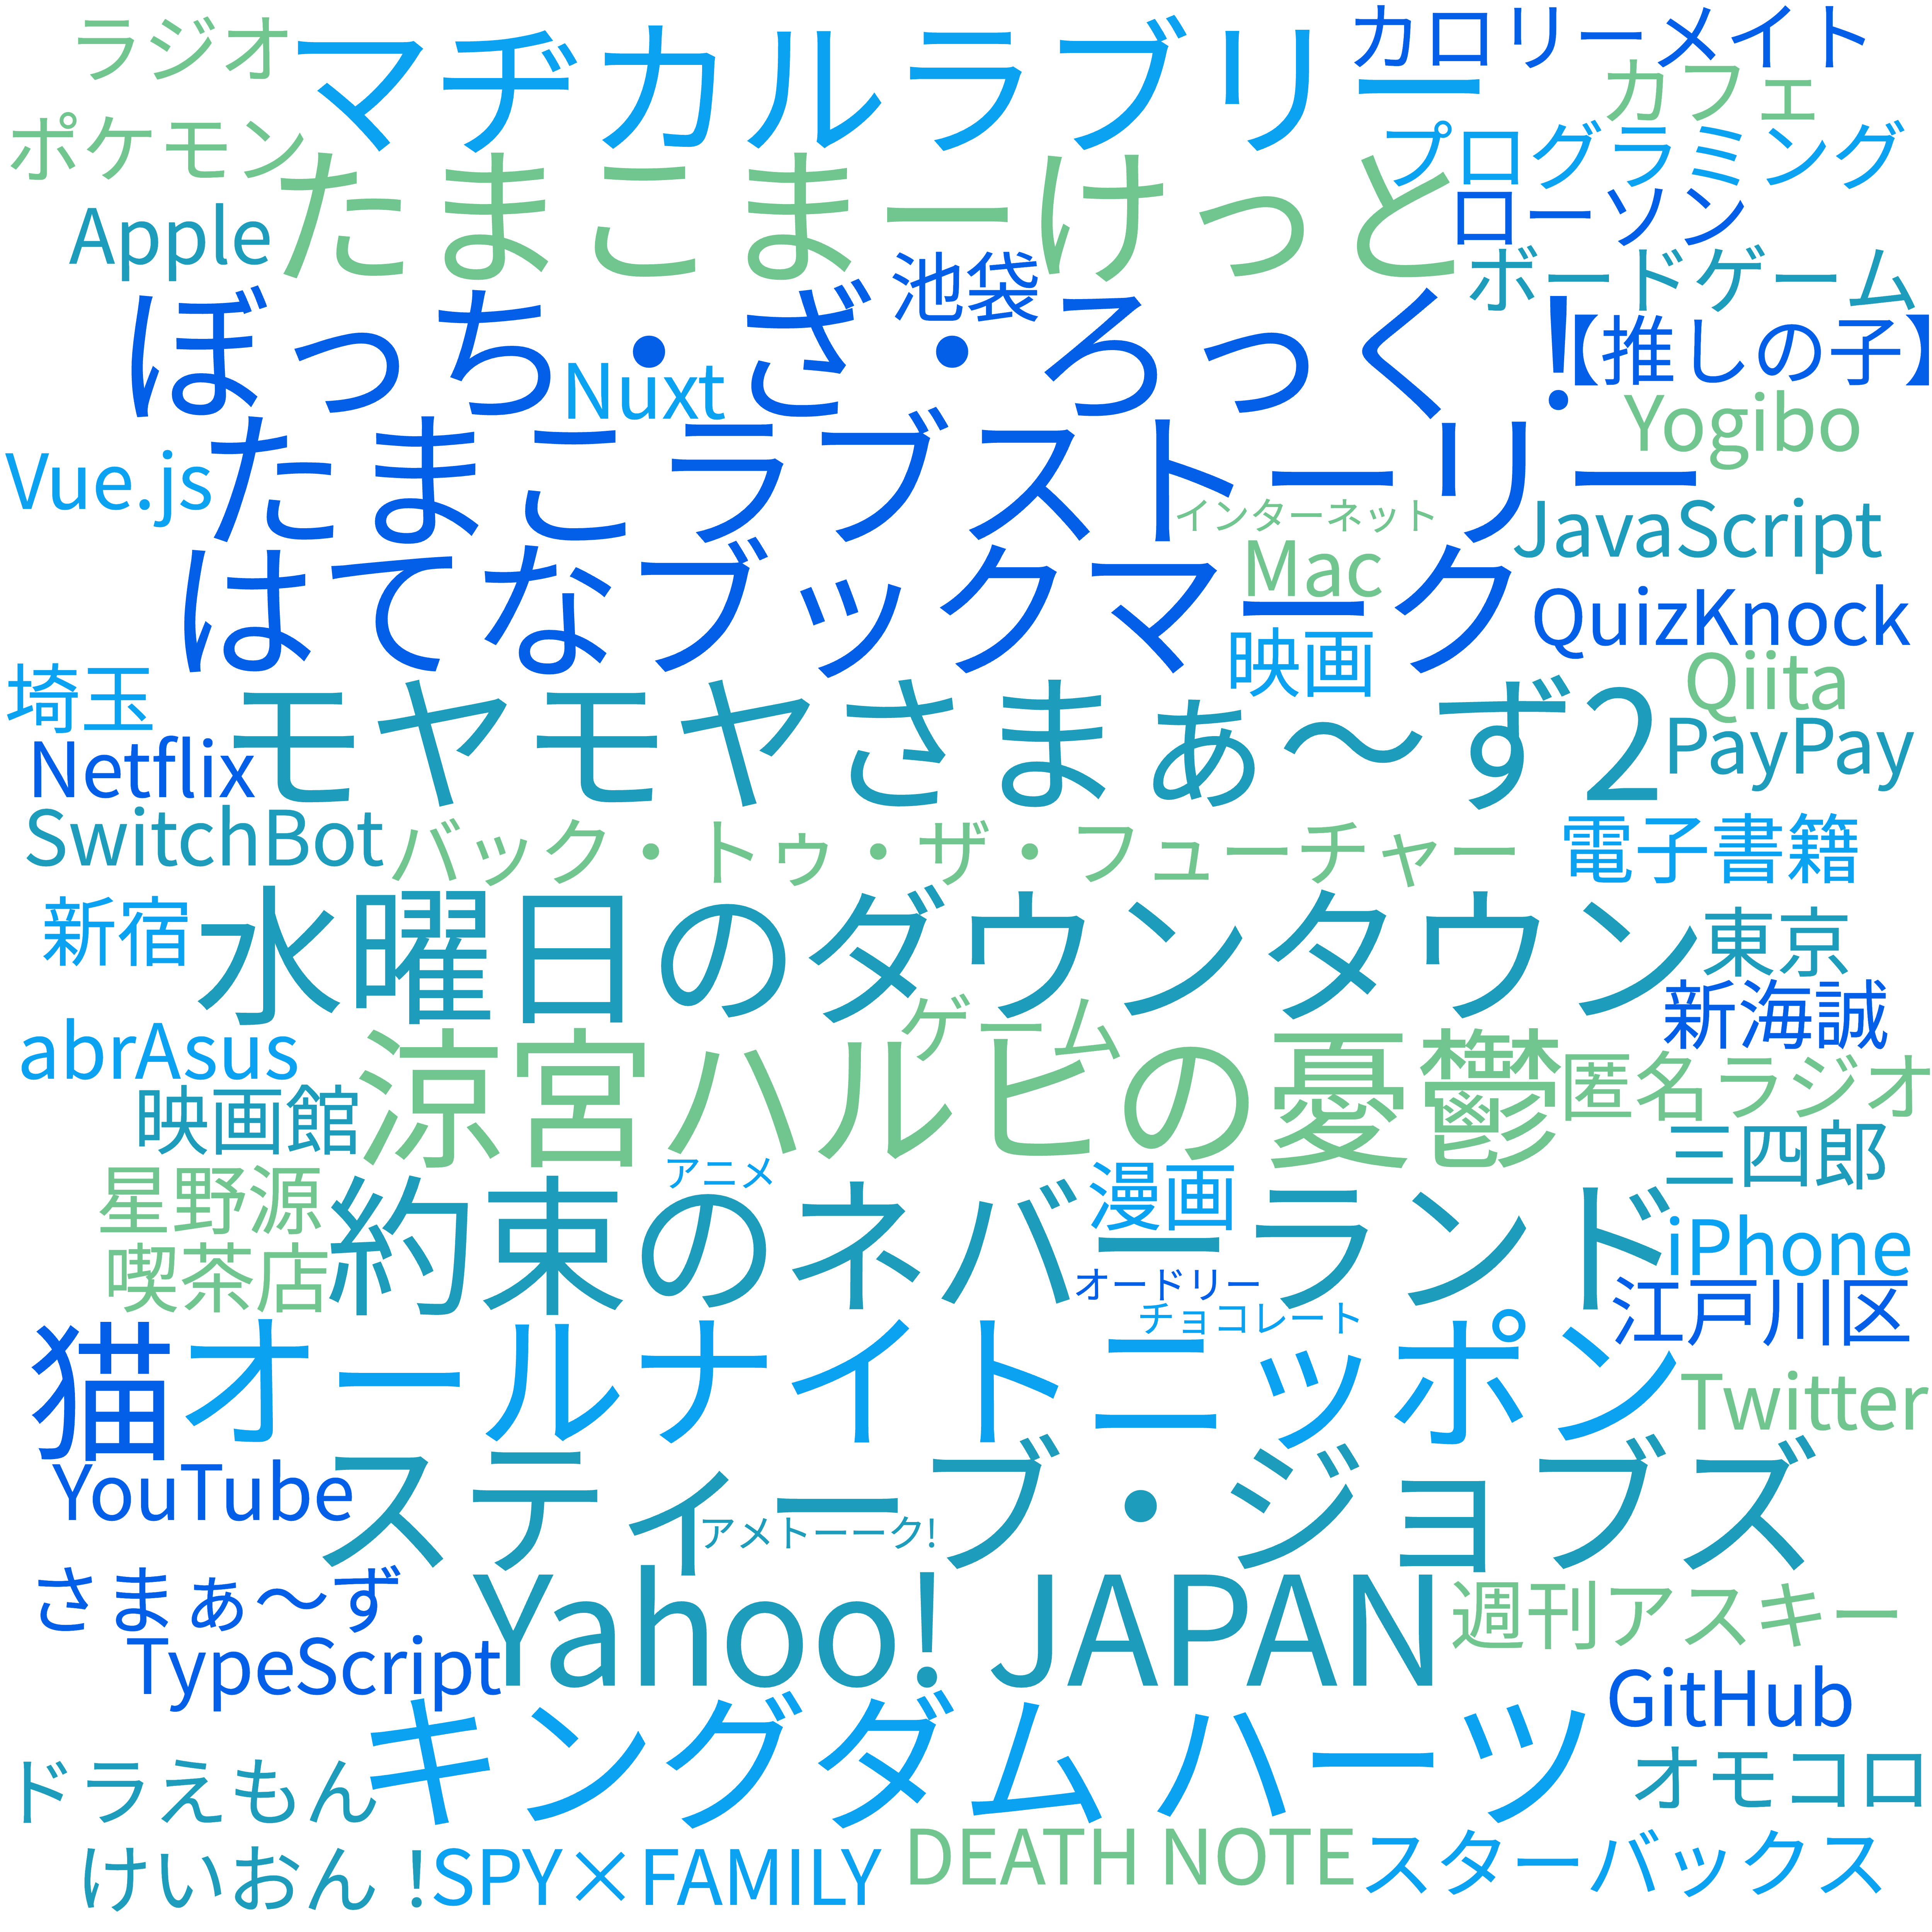 ラジオ
マヂカルラブリー
カロリーメイト
カフェ
ポケモン
プログラミング
たまこまーけっと
ローソン
Apple
池袋
ボードゲーム
ぼっち・ざ・ろっく！
【推しの子】
Nuxt
Yogibo
Vue.js
たまこラブストーリー
インターネット
JavaScript
Mac
はてなブックマーク
QuizKnock
映画
Qiita
埼玉
モヤモヤさまぁ〜ず2
PayPay
Netflix
SwitchBot
バック・トゥ・ザ・フューチャー
電子書籍
新宿
水曜日のダウンタウン
東京
新海誠
ゲーム
abrAsus
涼宮ハルヒの憂鬱
匿名ラジオ
映画館
三四郎
アニメ
漫画
星野源
約束のネバーランド
iPhone
喫茶店
オードリー
江戸川区
チョコレート
猫
オールナイトニッポン
Twitter
YouTube
スティーブ・ジョブズ
アメトーーク!
さまぁ〜ず
Yahoo! JAPAN
週刊アスキー
TypeScript
GitHub
キングダム ハーツ
ドラえもん
オモコロ
けいおん!
SPY×FAMILY
DEATH NOTE
スターバックス